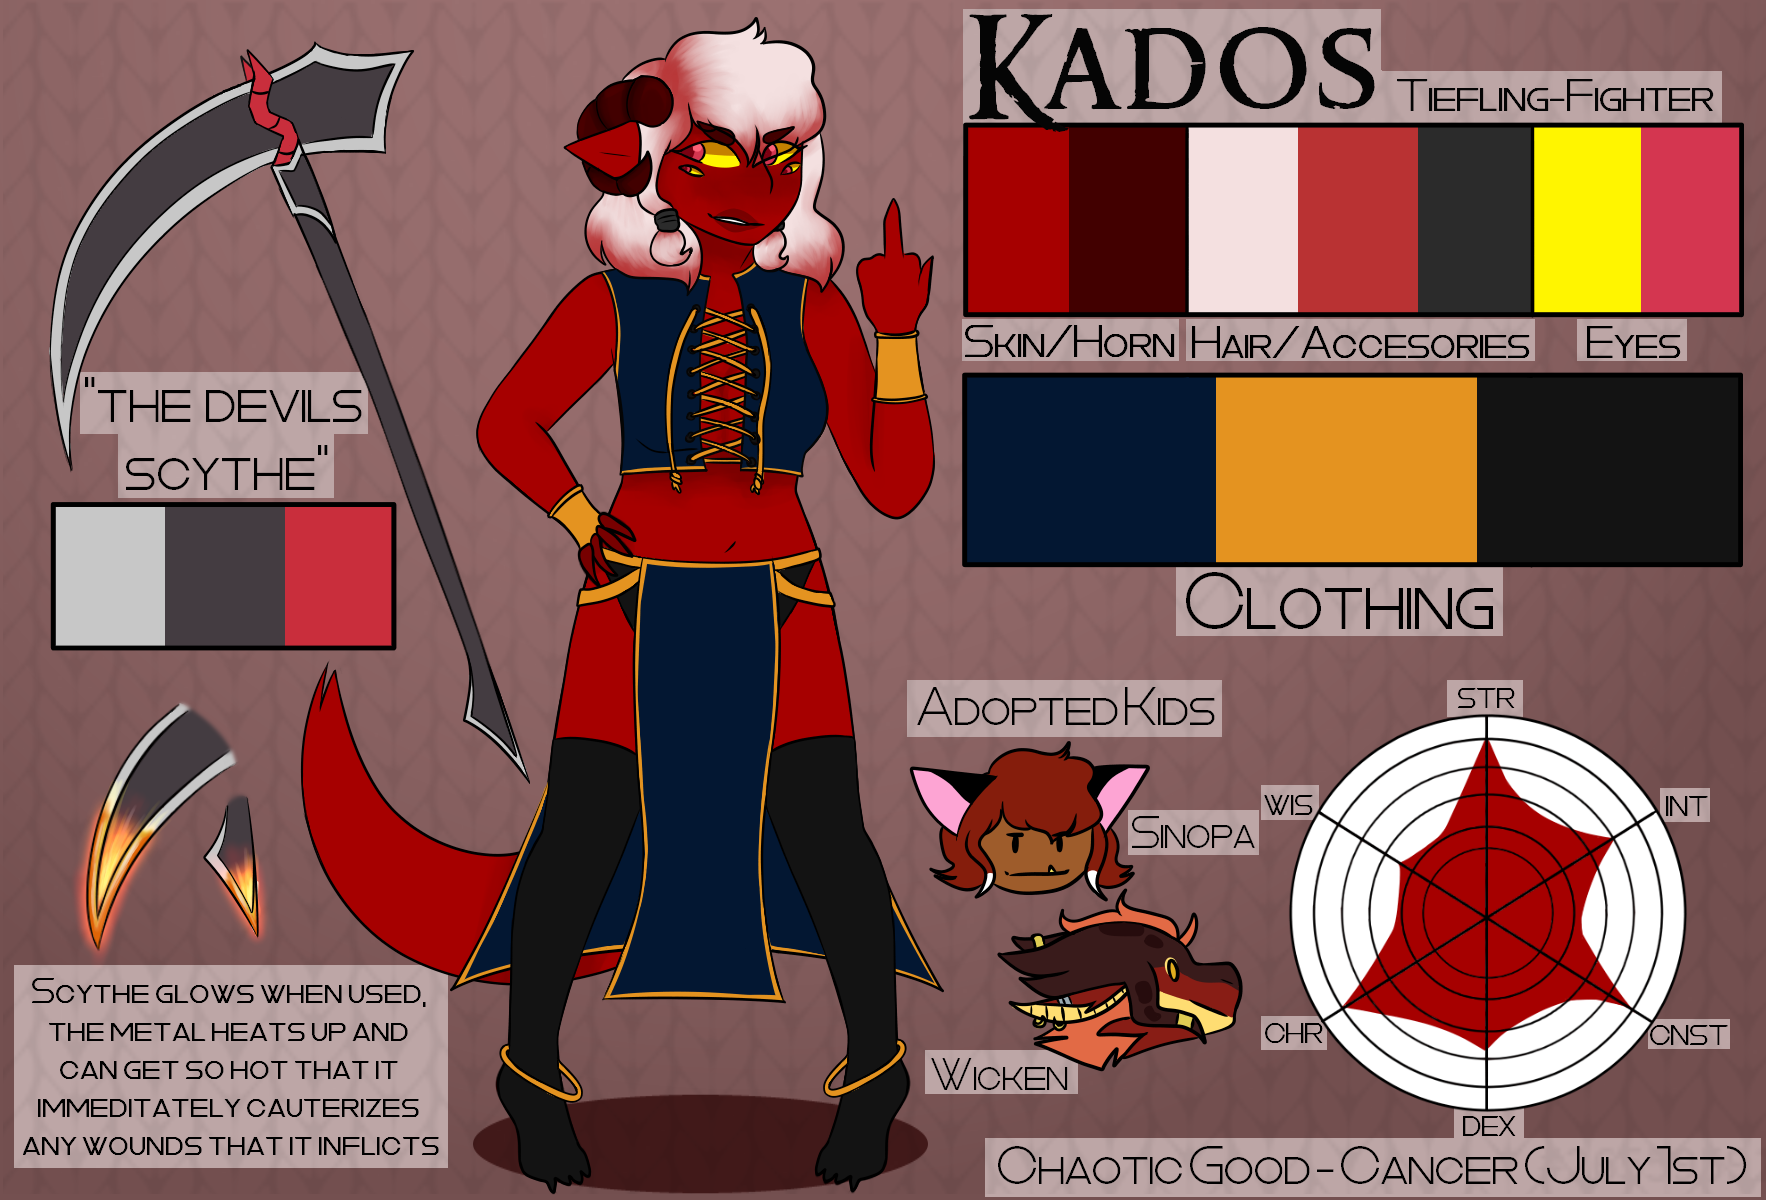 KADOS
TIEFLING-FIGHTER
SKIN/HORN
HAIR/ACCESORIES
EYES
CLOTHING
"THE DEVILS
SCYTHE"
SCYTHE GLOWS WHEN USED,
THE METAL HEATS UP AND
CAN GET SO HOT THAT IT
IMMEDITATELY CAUTERIZES
ANY WOUNDS THAT IT INFLICTS
ADOPTED KIDS
SINOPA
WICKEN
STR
INT
CNST
DEX
CHR
WIS
CHAOTIC GOOD - CANCER (JULY 1ST)